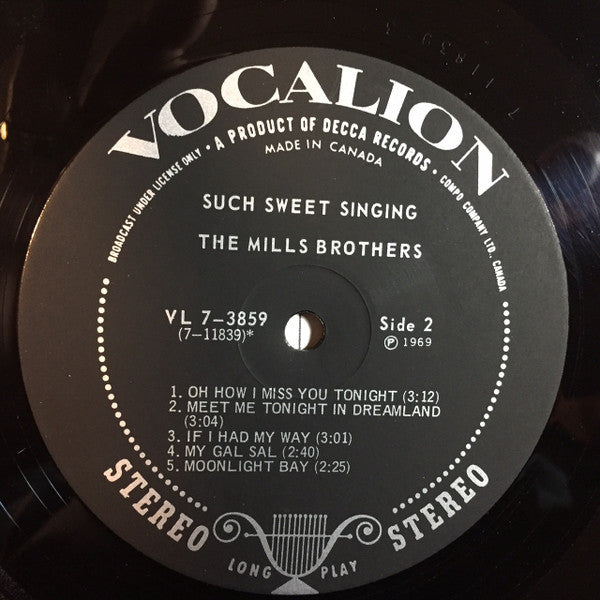 VOCALION
BROADCAST UNDER LICENSE ONLY • A PRODUCT OF DECCA RECORDS • COMPO COMPANY LTD., CANADA
MADE IN CANADA
SUCH SWEET SINGING
THE MILLS BROTHERS
VL 7-3859
(7-11839)*
Side 2
℗ 1969
1. OH HOW I MISS YOU TONIGHT (3:12)
2. MEET ME TONIGHT IN DREAMLAND
(3:04)
3. IF I HAD MY WAY (3:01)
4. MY GAL SAL (2:40)
5. MOONLIGHT BAY (2:25)
STEREO
STEREO
LONG PLAY